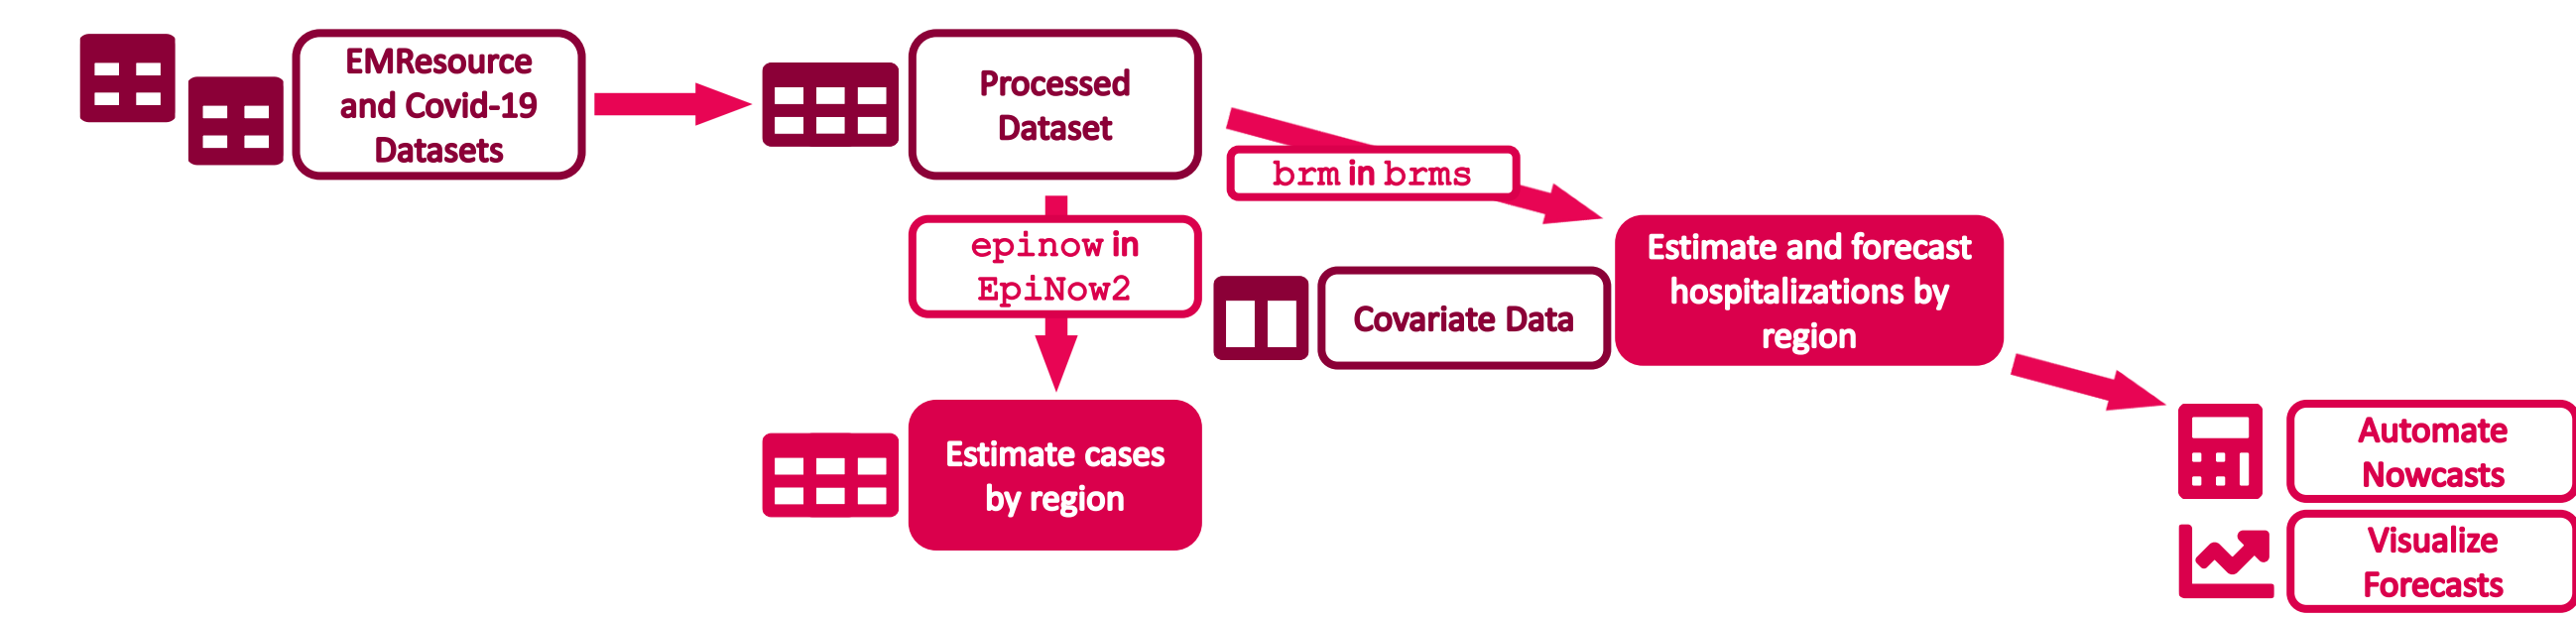 EMResource
and Covid-19
Datasets
Processed
Dataset
brm in brms
epinow in
EpiNow2
Covariate Data
Estimate and forecast
hospitalizations by
region
Estimate cases
by region
Automate
Nowcasts
Visualize
Forecasts